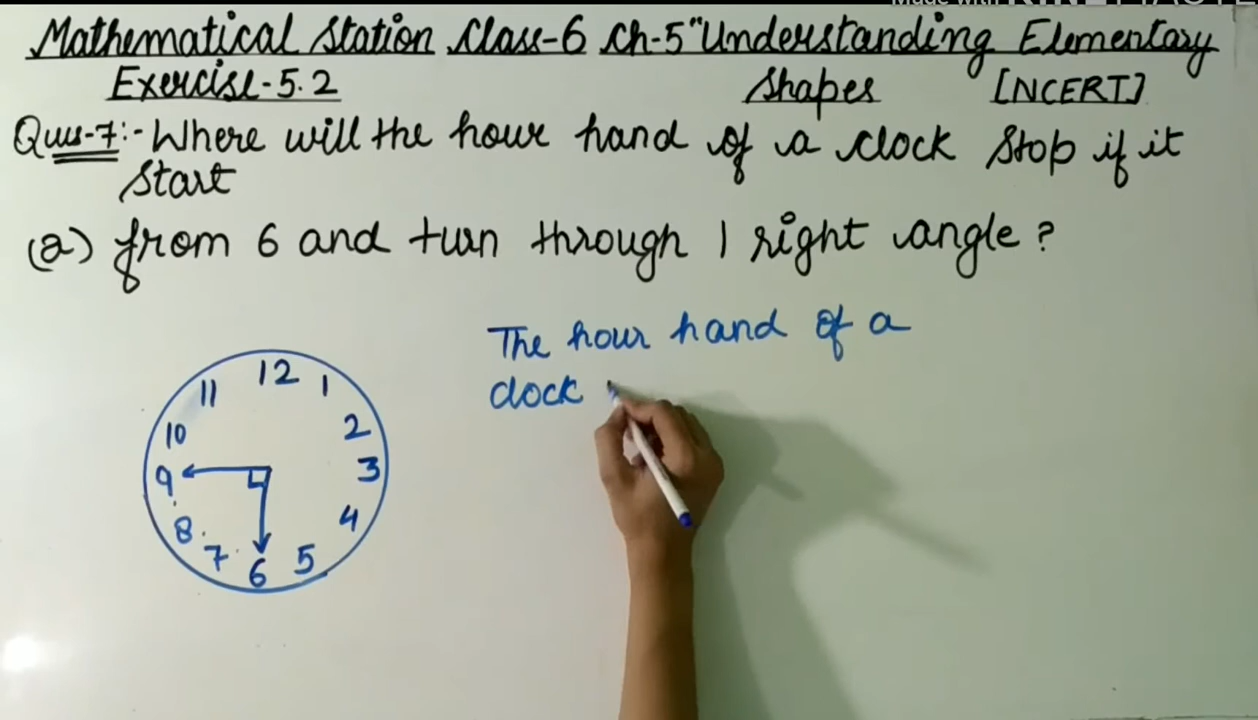 Mathematical Station Class-6 Ch-5 "Understanding Elementary
Exercise-5.2 Shapes [NCERT]
Ques-7:- Where will the hour hand of a clock stop if it
Start
(a) from 6 and turn through 1 right angle?
The hour hand of a
clock
12
11 1
10 2
9 3
8 4
7 5
6